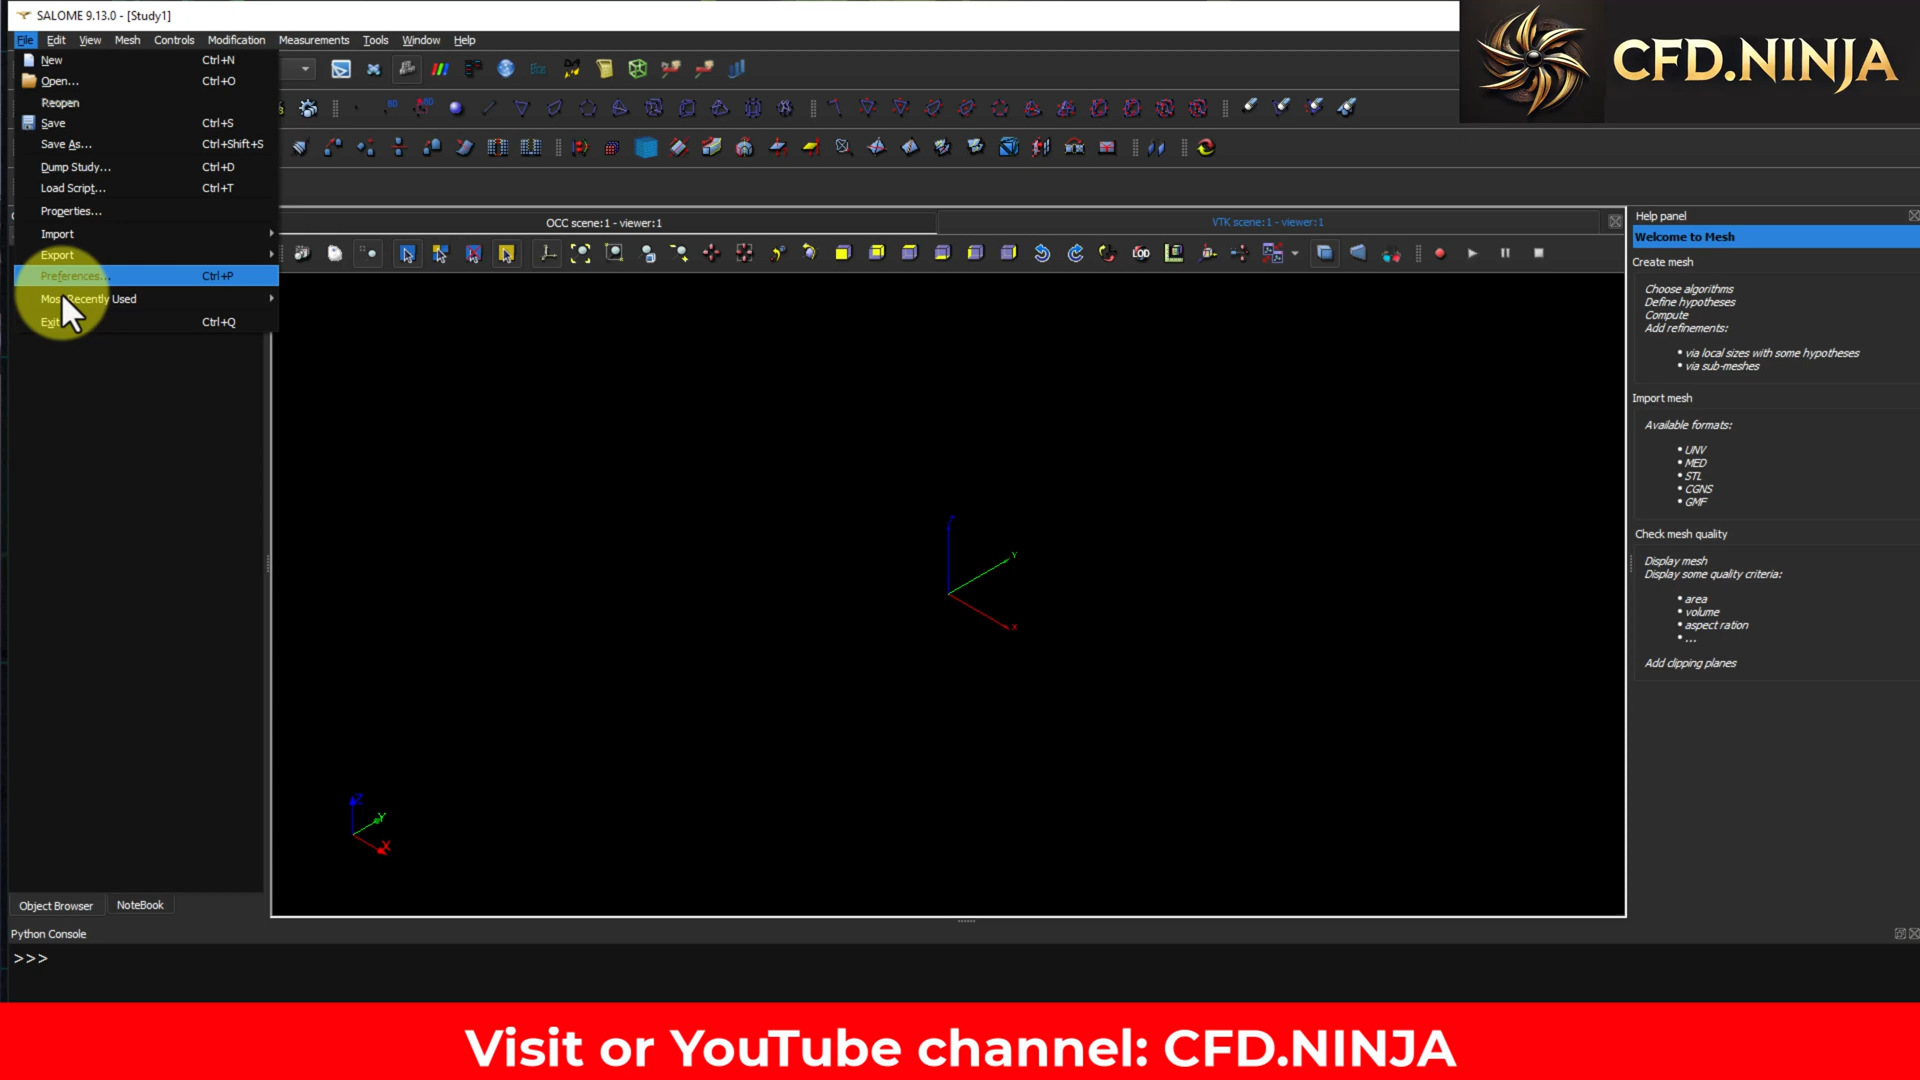 SALOME 9.13.0 - [Study1]
CFD.NINJA
File Edit View Mesh Controls Modification Measurements Tools Window Help
New Ctrl+N
Open... Ctrl+O
Reopen
Save Ctrl+S
Save As... Ctrl+Shift+S
Dump Study... Ctrl+D
Load Script... Ctrl+T
Properties...
Import
Export
Preferences... Ctrl+P
Most Recently Used
Exit Ctrl+Q
OCC scene:1 - viewer:1
VTK scene:1 - viewer:1
LOD
Help panel
Welcome to Mesh
Create mesh
Choose algorithms
Define hypotheses
Compute
Add refinements:
• via local sizes with some hypotheses
• via sub-meshes
Import mesh
Available formats:
• UNV
• MED
• STL
• CGNS
• GMF
Check mesh quality
Display mesh
Display some quality criteria:
• area
• volume
• aspect ration
• ...
Add clipping planes
Z
Y
X
Z
Y
X
Object Browser NoteBook
Python Console
>>>
Visit or YouTube channel: CFD.NINJA